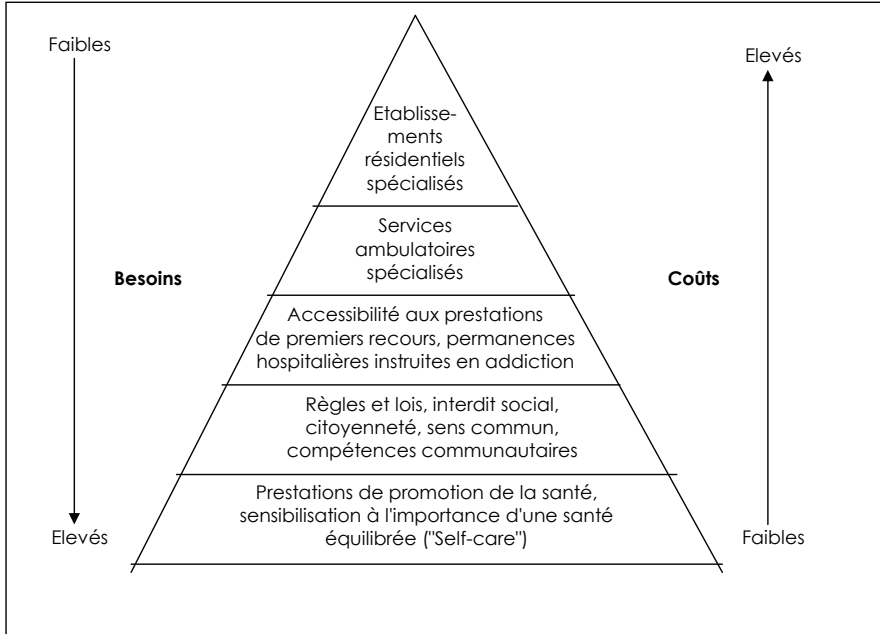 Faibles
Elevés
Etablisse-
ments
résidentiels
spécialisés
Services
ambulatoires
spécialisés
Besoins
Coûts
Accessibilité aux prestations
de premiers recours, permanences
hospitalières instruites en addiction
Règles et lois, interdit social,
citoyenneté, sens commun,
compétences communautaires
Prestations de promotion de la santé,
sensibilisation à l'importance d'une santé
équilibrée ("Self-care")
Elevés
Faibles